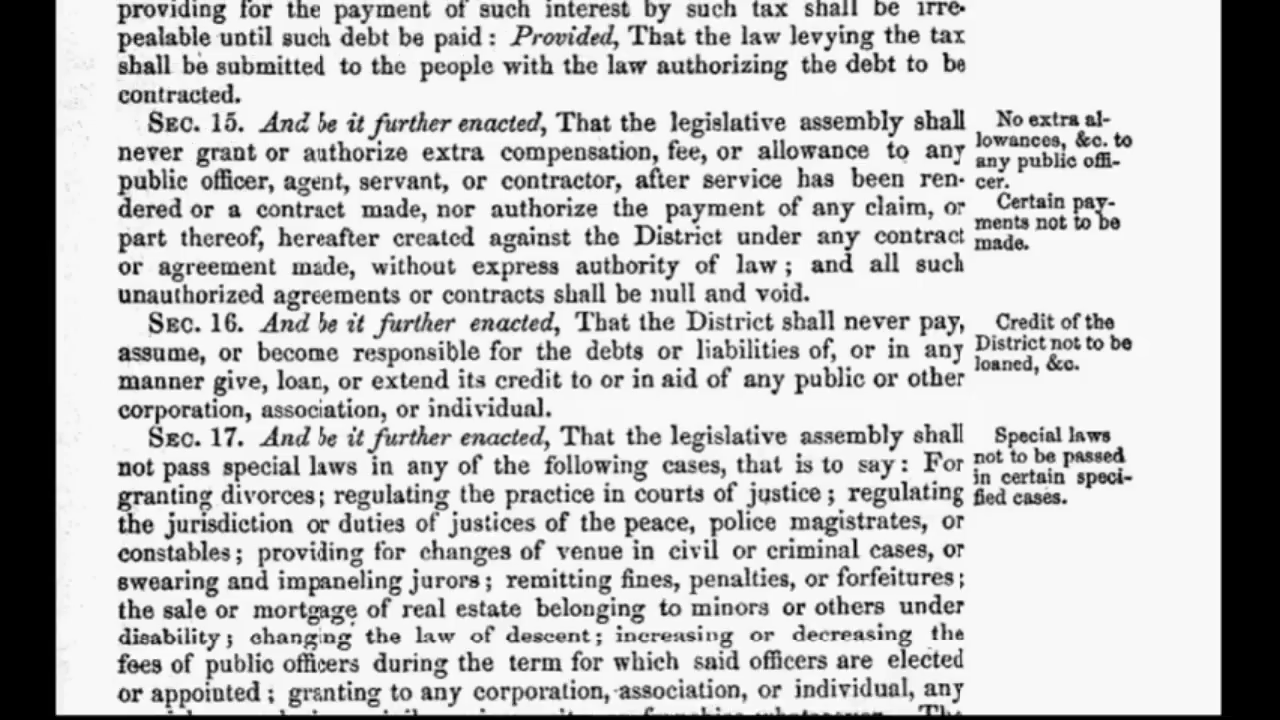 providing for the payment of such interest by such tax shall be irre-
pealable until such debt be paid: Provided, That the law levying the tax
shall be submitted to the people with the law authorizing the debt to be
contracted.
SEC. 15. And be it further enacted, That the legislative assembly shall
never grant or authorize extra compensation, fee, or allowance to any
public officer, agent, servant, or contractor, after service has been ren-
dered or a contract made, nor authorize the payment of any claim, or
part thereof, hereafter created against the District under any contract
or agreement made, without express authority of law; and all such
unauthorized agreements or contracts shall be null and void.
SEC. 16. And be it further enacted, That the District shall never pay,
assume, or become responsible for the debts or liabilities of, or in any
manner give, loan, or extend its credit to or in aid of any public or other
corporation, association, or individual.
SEC. 17. And be it further enacted, That the legislative assembly shall
not pass special laws in any of the following cases, that is to say: For
granting divorces; regulating the practice in courts of justice; regulating
the jurisdiction or duties of justices of the peace, police magistrates, or
constables; providing for changes of venue in civil or criminal cases, or
swearing and impaneling jurors; remitting fines, penalties, or forfeitures;
the sale or mortgage of real estate belonging to minors or others under
disability; changing the law of descent; increasing or decreasing the
fees of public officers during the term for which said officers are elected
or appointed; granting to any corporation, association, or individual, any
No extra al-
lowances, &c. to
any public offi-
cer.
Certain pay-
ments not to be
made.
Credit of the
District not to be
loaned, &c.
Special laws
not to be passed
in certain speci-
fied cases.